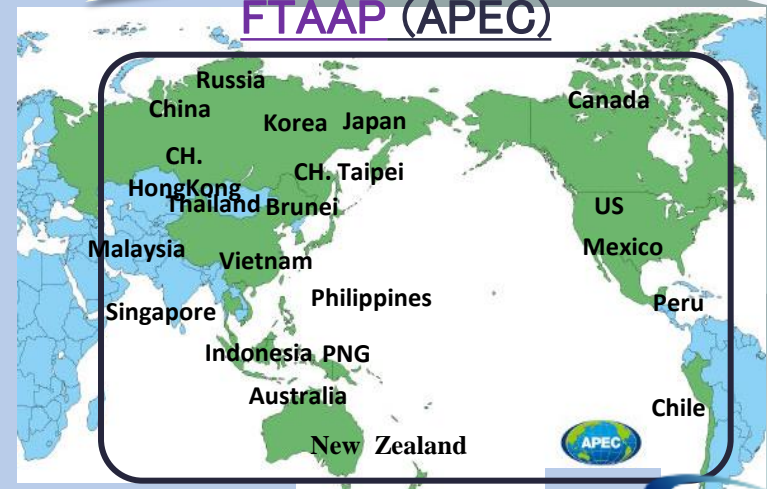 FTAAP (APEC)
Russia
Canada
China
Korea Japan
CH.
HongKong
CH. Taipei
Thailand Brunei
US
Malaysia
Vietnam
Mexico
Singapore
Philippines
Peru
Indonesia PNG
Australia
Chile
New Zealand
APEC